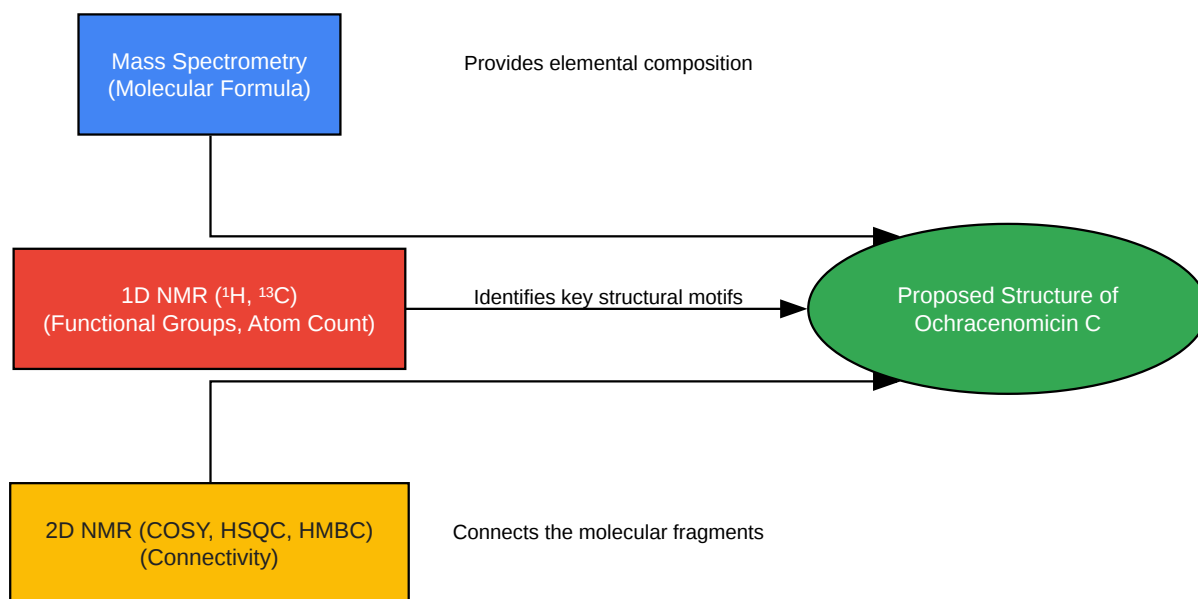 Mass Spectrometry
(Molecular Formula)
Provides elemental composition
1D NMR (¹H, ¹³C)
(Functional Groups, Atom Count)
Identifies key structural motifs
Proposed Structure of
Ochracenomicin C
2D NMR (COSY, HSQC, HMBC)
(Connectivity)
Connects the molecular fragments